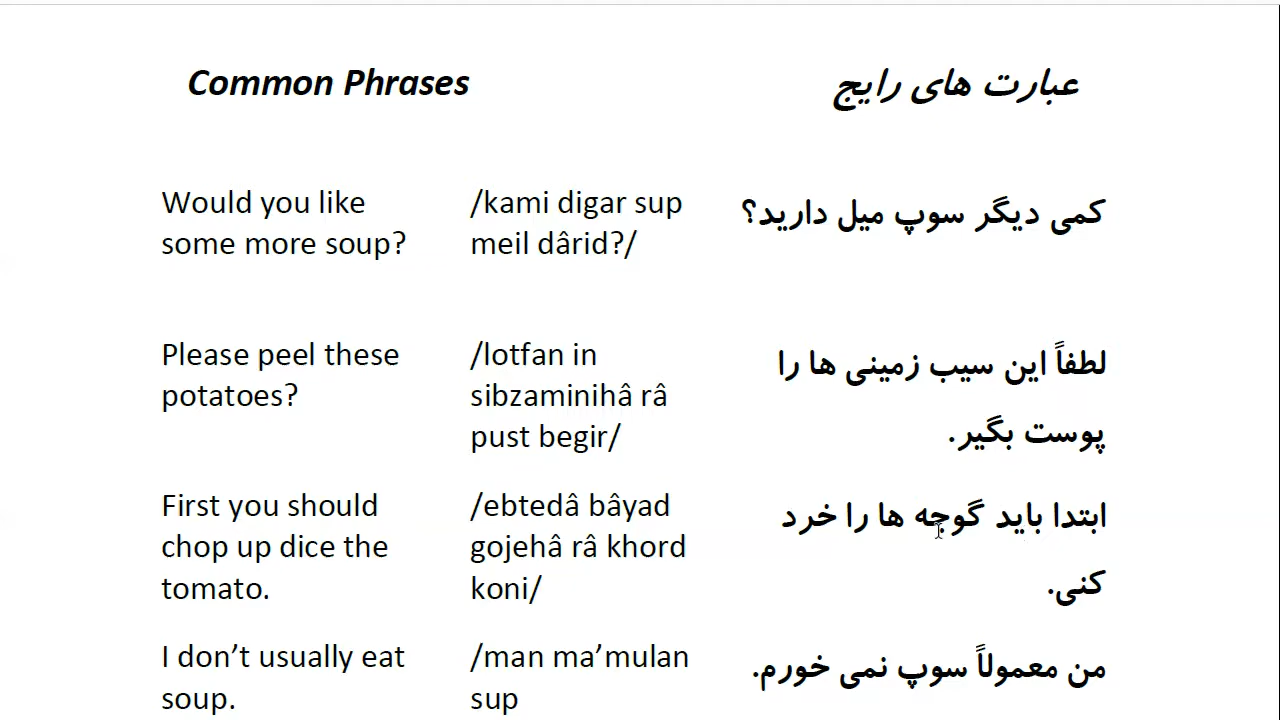 Common Phrases
عبارت های رایج
Would you like
some more soup?
/kami digar sup
meil dârid?/
کمی دیگر سوپ میل دارید؟
Please peel these
potatoes?
/lotfan in
sibzaminihâ râ
pust begir/
لطفاً این سیب زمینی ها را
پوست بگیر.
First you should
chop up dice the
tomato.
/ebtedâ bâyad
gojehâ râ khord
koni/
ابتدا باید گوجه ها را خرد
کنی.
I don’t usually eat
soup.
/man ma’mulan
sup
من معمولاً سوپ نمی خورم.